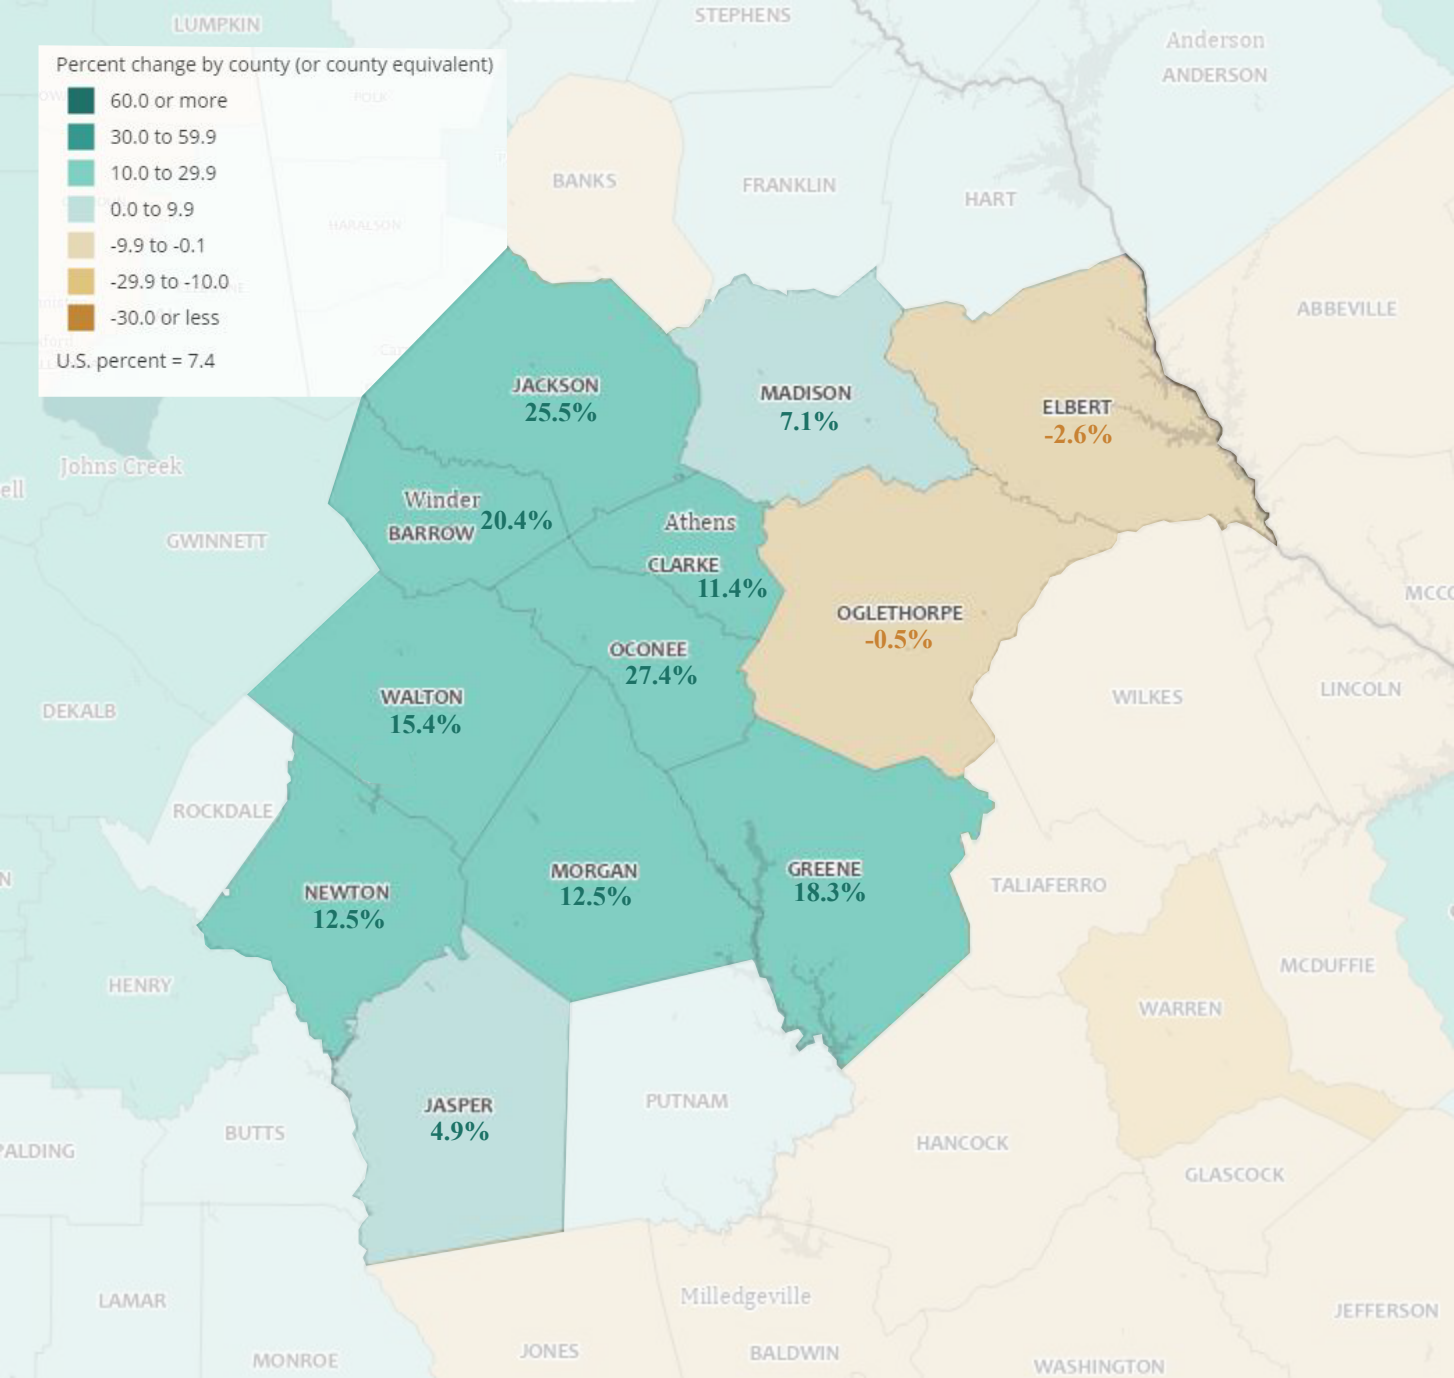 LUMPKIN
STEPHENS
Anderson
ANDERSON
Percent change by county (or county equivalent)
60.0 or more
30.0 to 59.9
10.0 to 29.9
0.0 to 9.9
-9.9 to -0.1
-29.9 to -10.0
-30.0 or less
U.S. percent = 7.4
POLK
HARALSON
BANKS
FRANKLIN
HART
ABBEVILLE
JACKSON
25.5%
MADISON
7.1%
ELBERT
-2.6%
Johns Creek
ell
GWINNETT
Winder
BARROW
20.4%
Athens
CLARKE
11.4%
MCCO
OGLETHORPE
-0.5%
OCONEE
27.4%
WALTON
15.4%
DEKALB
WILKES
LINCOLN
ROCKDALE
NEWTON
12.5%
MORGAN
12.5%
GREENE
18.3%
TALIAFERRO
N
HENRY
MCDUFFIE
WARREN
JASPER
4.9%
PUTNAM
BUTTS
PALDING
HANCOCK
GLASCOCK
LAMAR
Milledgeville
JEFFERSON
MONROE
JONES
BALDWIN
WASHINGTON